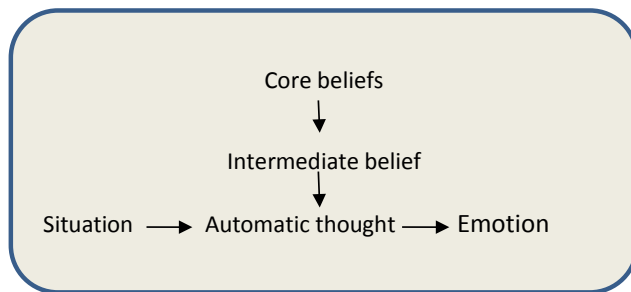 Core beliefs
Intermediate belief
Situation Automatic thought Emotion